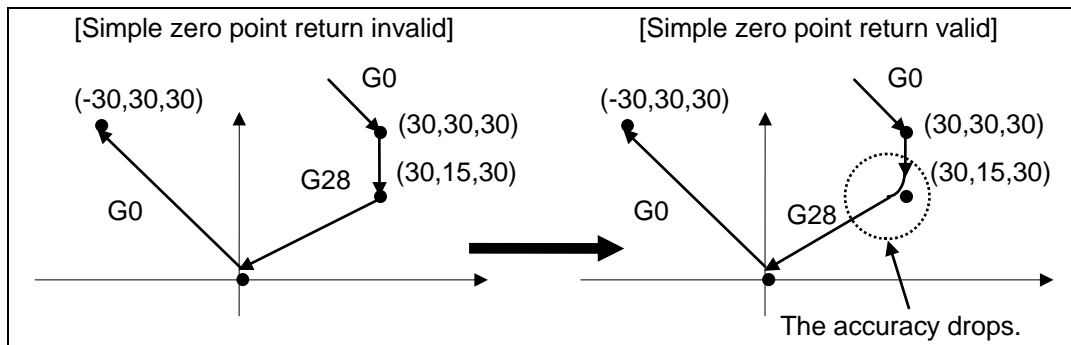 [Simple zero point return invalid]
G0
(-30,30,30)
(30,30,30)
(30,15,30)
G28
G0
[Simple zero point return valid]
G0
(-30,30,30)
(30,30,30)
(30,15,30)
G28
G0
The accuracy drops.